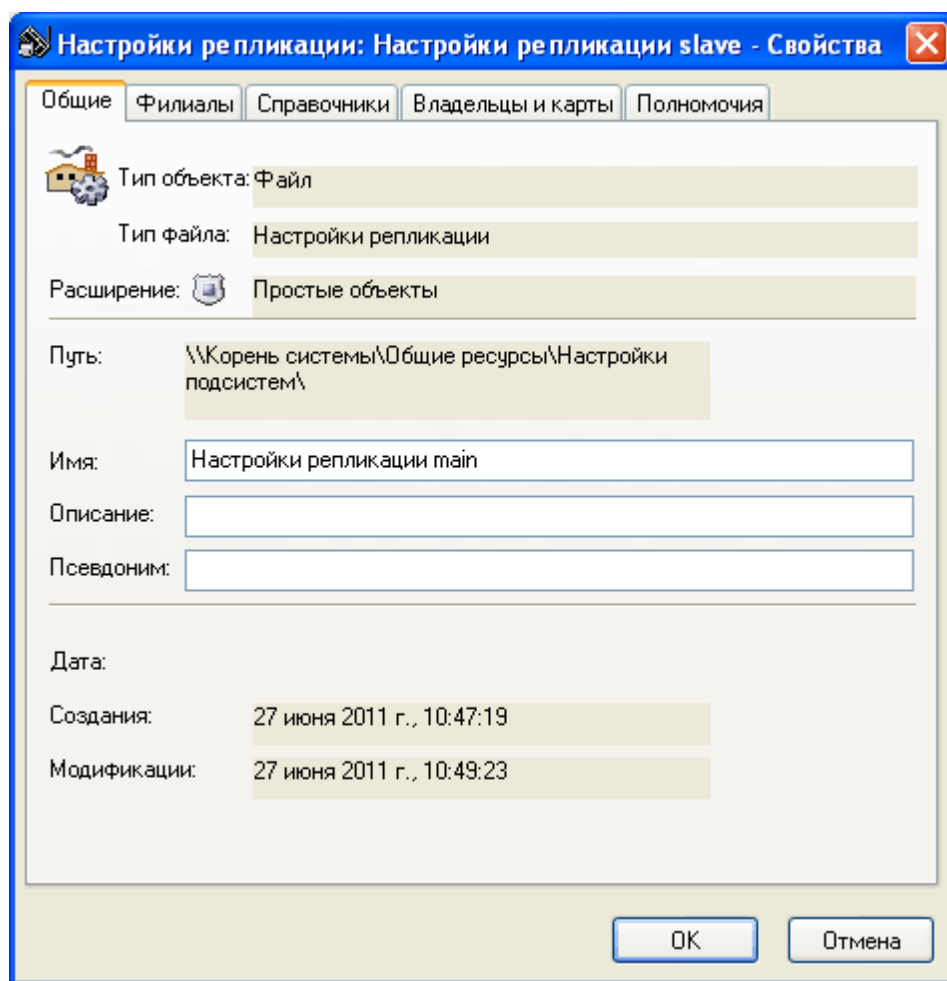 Настройки репликации: Настройки репликации slave - Свойства
Общие Филиалы Справочники Владельцы и карты Полномочия
Тип объекта: Файл
Тип файла: Настройки репликации
Расширение: Простые объекты
Путь: \\Корень системы\Общие ресурсы\Настройки
подсистем\
Имя: Настройки репликации main
Описание:
Псевдоним:
Дата:
Создания: 27 июня 2011 г., 10:47:19
Модификации: 27 июня 2011 г., 10:49:23
OK Отмена